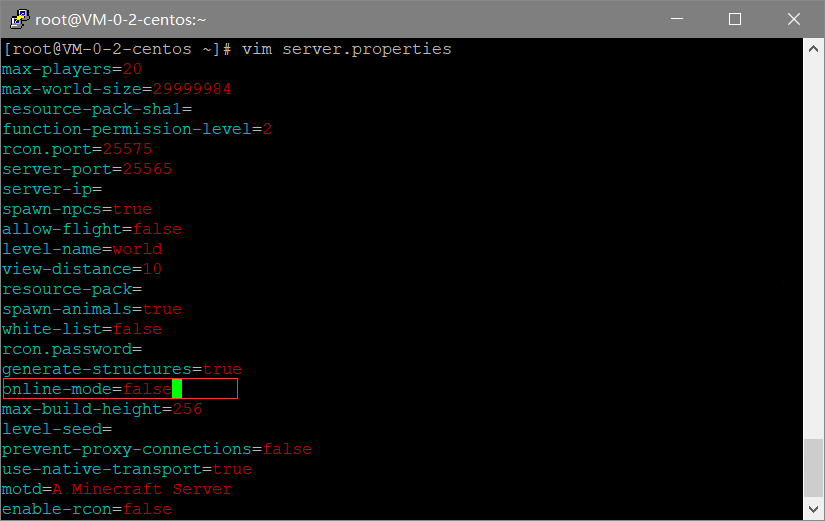 root@VM-0-2-centos:~
[root@VM-0-2-centos ~]# vim server.properties
max-players=20
max-world-size=29999984
resource-pack-sha1=
function-permission-level=2
rcon.port=25575
server-port=25565
server-ip=
spawn-npcs=true
allow-flight=false
level-name=world
view-distance=10
resource-pack=
spawn-animals=true
white-list=false
rcon.password=
generate-structures=true
online-mode=false
max-build-height=256
level-seed=
prevent-proxy-connections=false
use-native-transport=true
motd=A Minecraft Server
enable-rcon=false